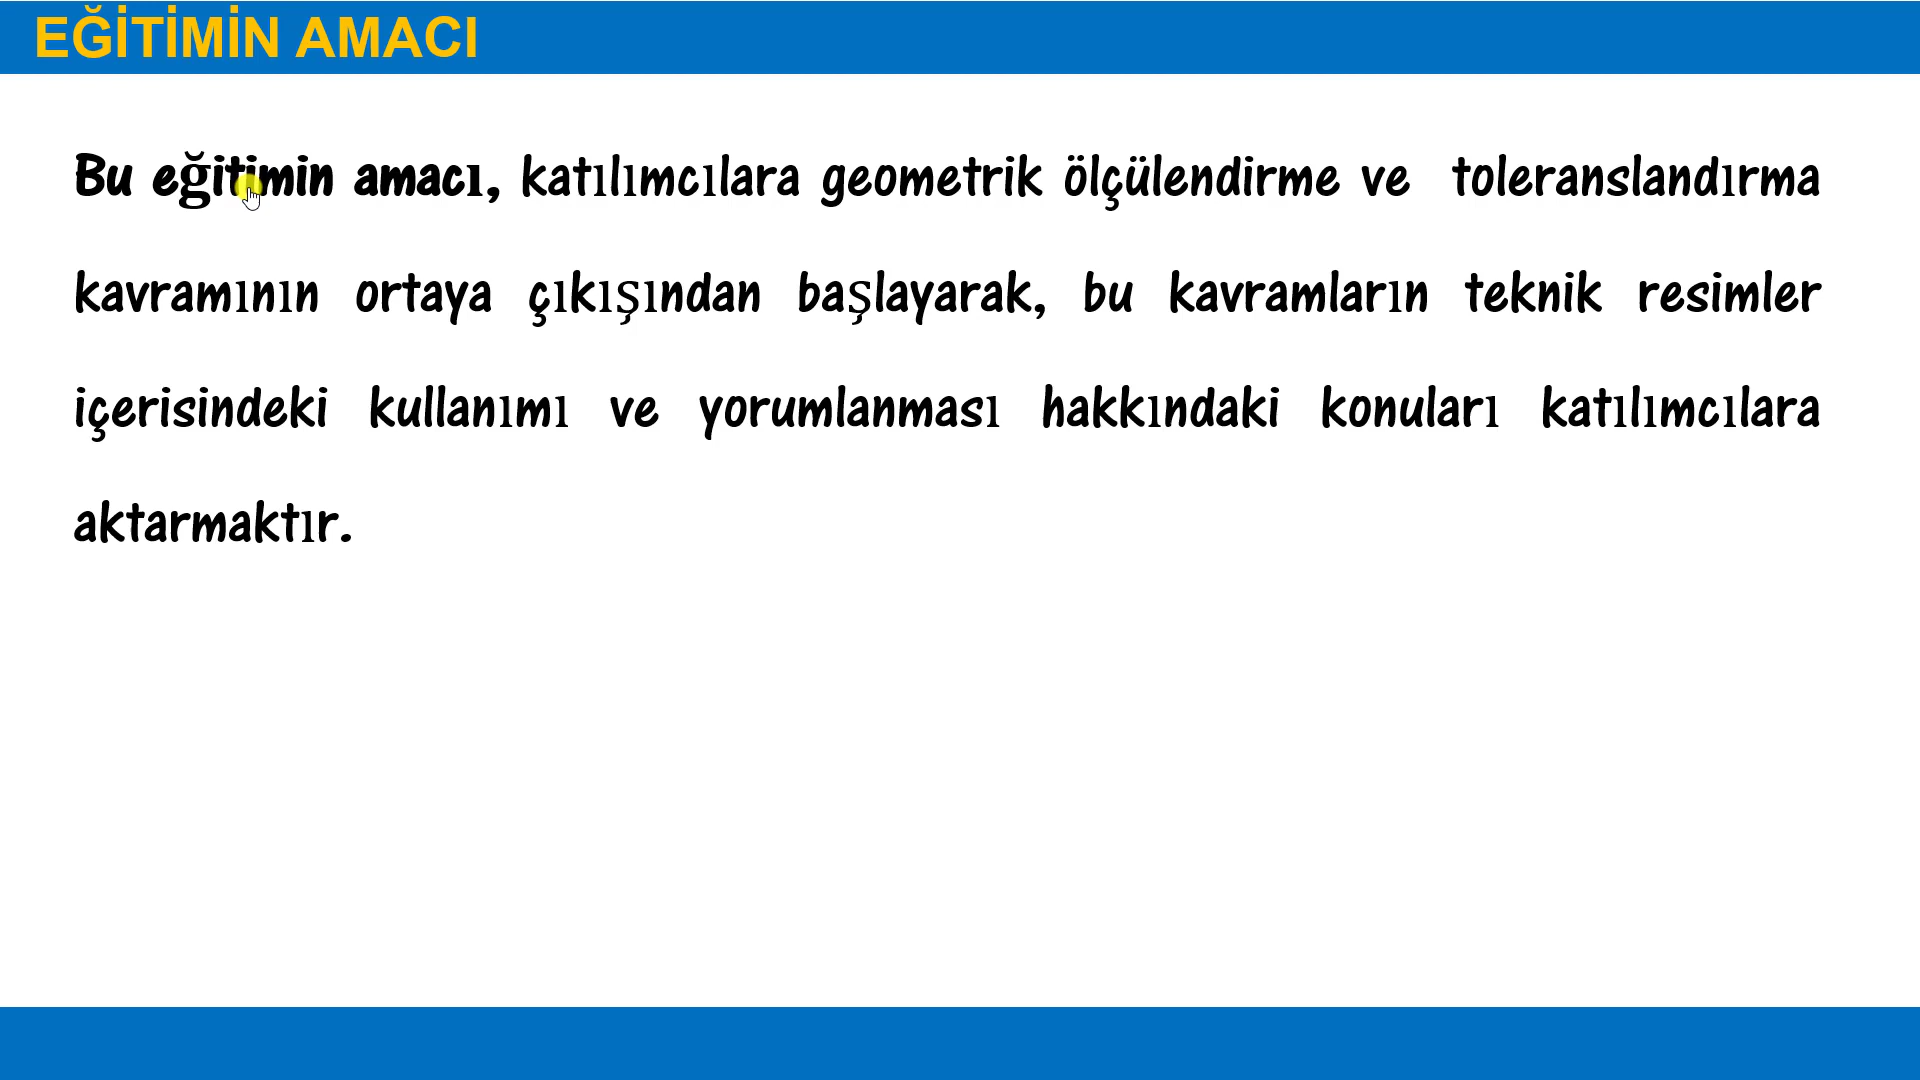 EĞİTİMİN AMACI
Bu eğitimin amacı, katılımcılara geometrik ölçülendirme ve toleranslandırma
kavramının ortaya çıkışından başlayarak, bu kavramların teknik resimler
içerisindeki kullanımı ve yorumlanması hakkındaki konuları katılımcılara
aktarmaktır.